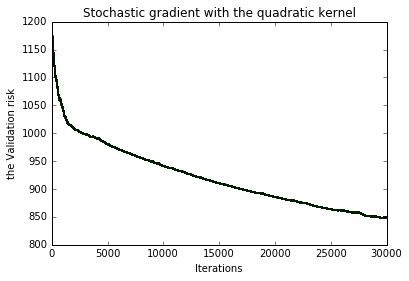 Stochastic gradient with the quadratic kernel
1200
1150
1100
1050
1000
950
900
850
800
the Validation risk
0 5000 10000 15000 20000 25000 30000
Iterations